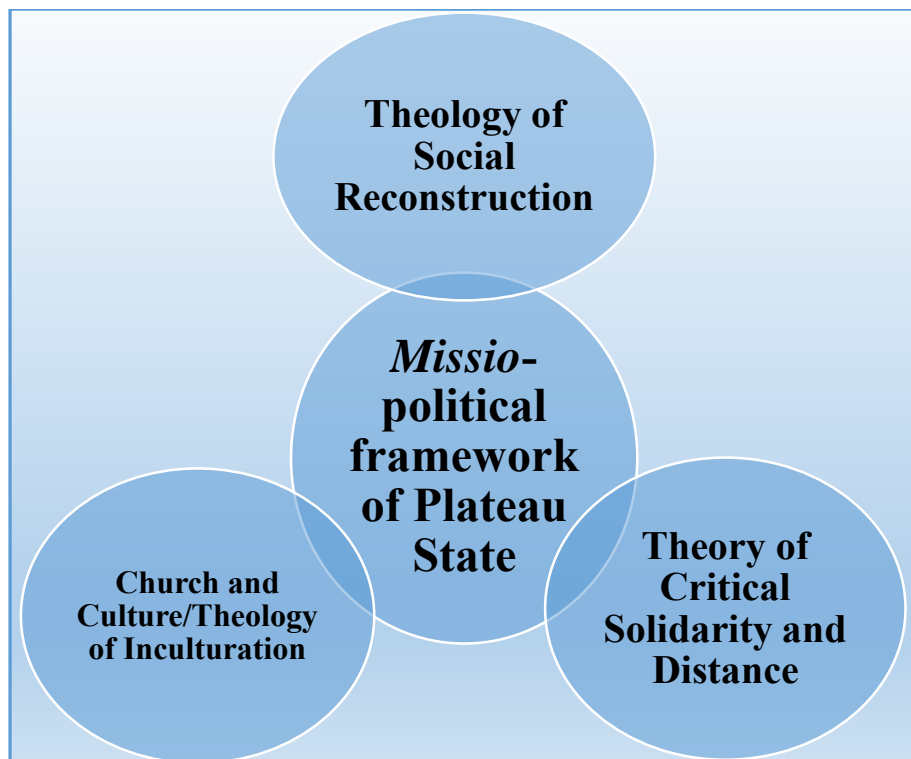 Theology of
Social
Reconstruction
Missio-
political
framework
of Plateau
State
Church and
Culture/Theology
of Inculturation
Theory of
Critical
Solidarity and
Distance